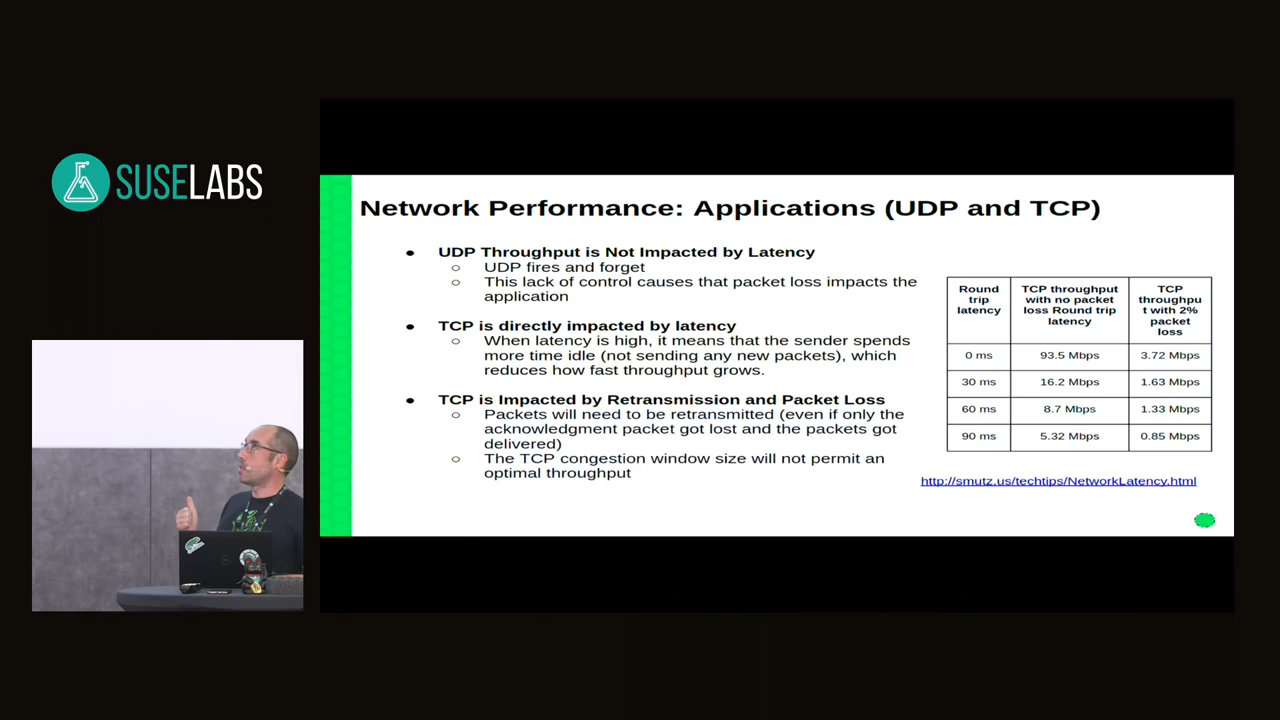 SUSELABS
Network Performance: Applications (UDP and TCP)
● UDP Throughput is Not Impacted by Latency
○ UDP fires and forget
○ This lack of control causes that packet loss impacts the
application
● TCP is directly impacted by latency
○ When latency is high, it means that the sender spends
more time idle (not sending any new packets), which
reduces how fast throughput grows.
● TCP is Impacted by Retransmission and Packet Loss
○ Packets will need to be retransmitted (even if only the
acknowledgment packet got lost and the packets got
delivered)
○ The TCP congestion window size will not permit an
optimal throughput
Round
trip
latency
TCP throughput
with no packet
loss Round trip
latency
TCP
throughpu
t with 2%
packet
loss
0 ms 93.5 Mbps 3.72 Mbps
30 ms 16.2 Mbps 1.63 Mbps
60 ms 8.7 Mbps 1.33 Mbps
90 ms 5.32 Mbps 0.85 Mbps
http://smutz.us/techtips/NetworkLatency.html